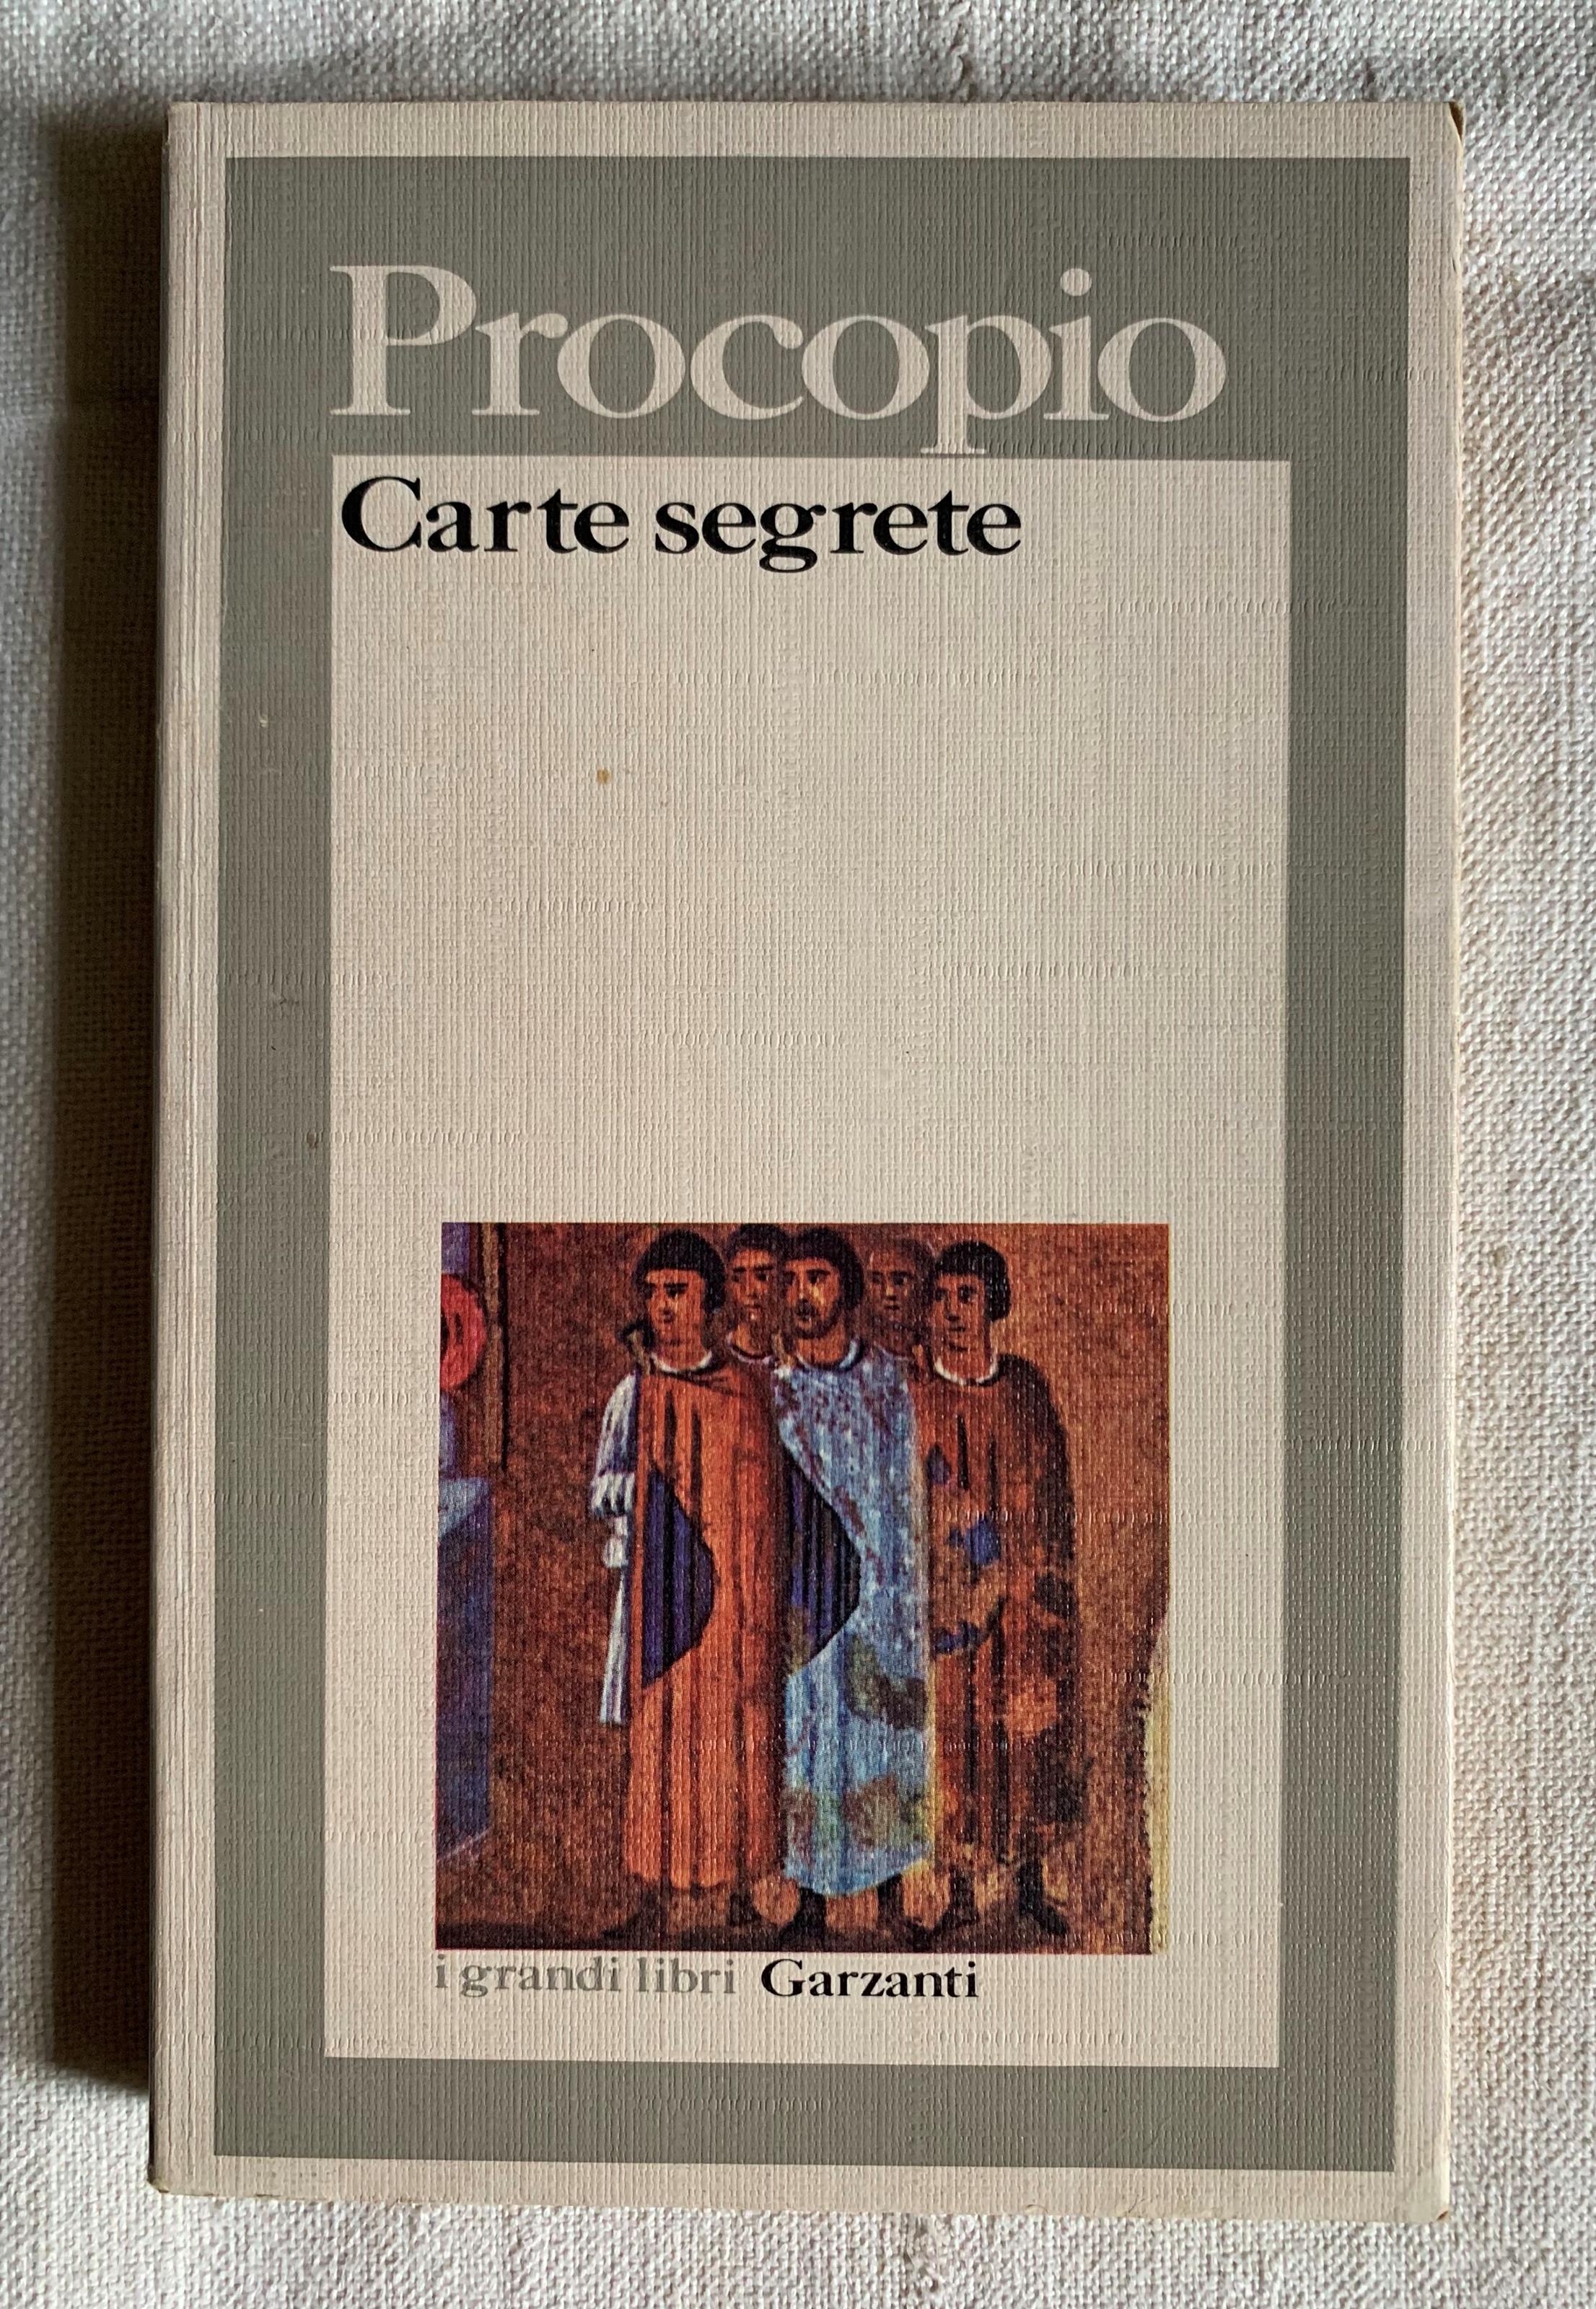 Procopio
Carte segrete
i grandi libri Garzanti